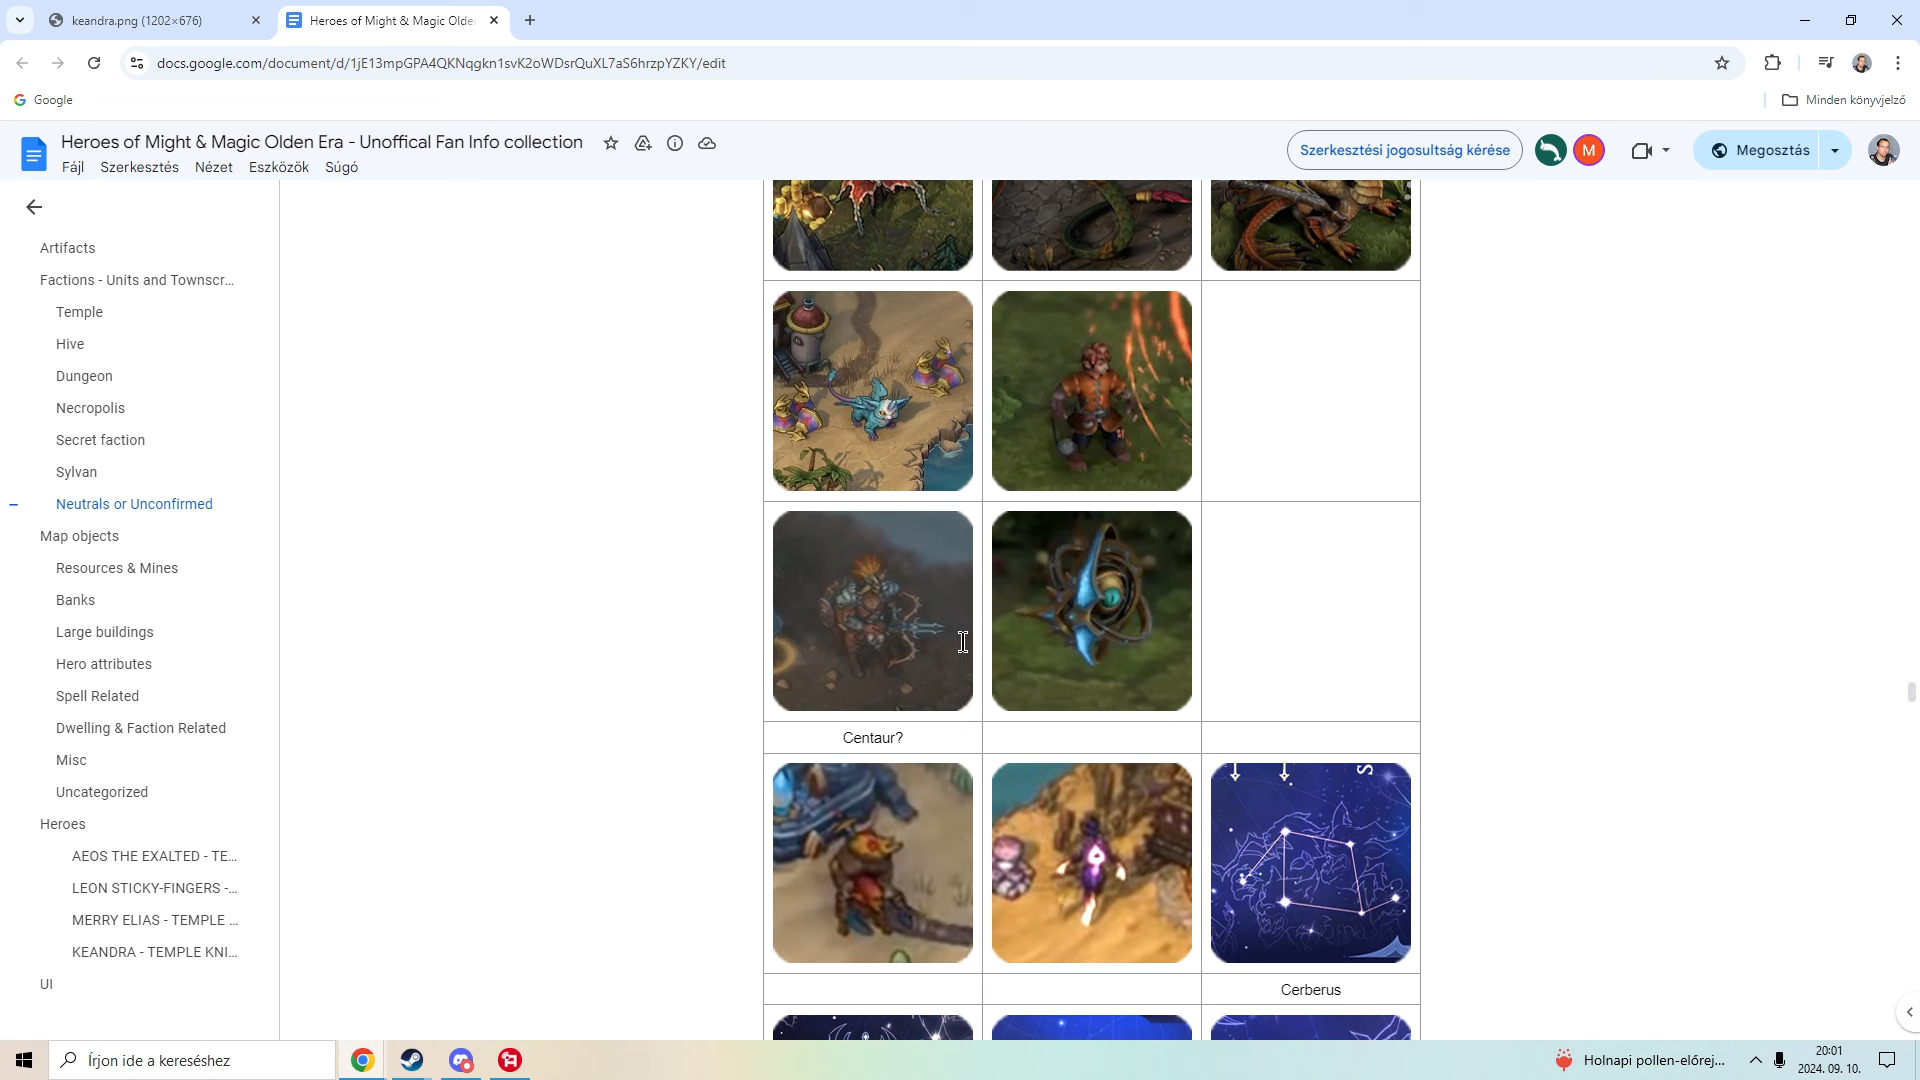 keandra.png (1202×676)
Heroes of Might & Magic Olde
docs.google.com/document/d/1jE13mpGPA4QKNqgkn1svK2oWDsrQuXL7aS6hrzpYZKY/edit
Google
Minden könyvjelző
Heroes of Might & Magic Olden Era - Unoffical Fan Info collection
Fájl Szerkesztés Nézet Eszközök Súgó
Szerkesztési jogosultság kérése
M
Megosztás
Artifacts
Factions - Units and Townscr...
Temple
Hive
Dungeon
Necropolis
Secret faction
Sylvan
Neutrals or Unconfirmed
Map objects
Resources & Mines
Banks
Large buildings
Hero attributes
Spell Related
Dwelling & Faction Related
Misc
Uncategorized
Heroes
AEOS THE EXALTED - TE...
LEON STICKY-FINGERS -...
MERRY ELIAS - TEMPLE ...
KEANDRA - TEMPLE KNI...
UI
Centaur?
S
Cerberus
Írjon ide a kereséshez
Holnapi pollen-előrej...
20:01
2024. 09. 10.